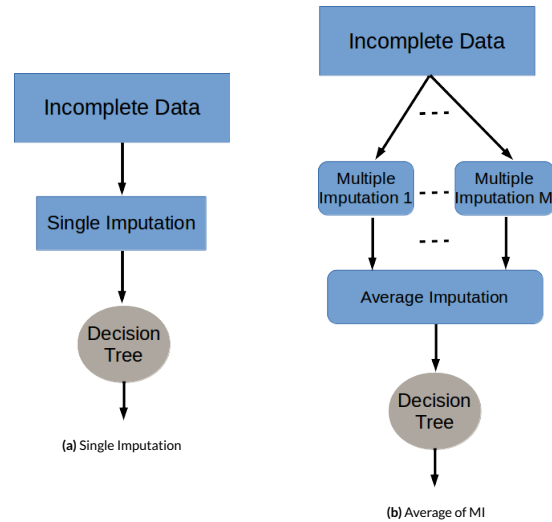 Incomplete Data
Single Imputation
Decision
Tree
(a) Single Imputation
Incomplete Data
Multiple
Imputation 1
Multiple
Imputation M
Average Imputation
Decision
Tree
(b) Average of MI